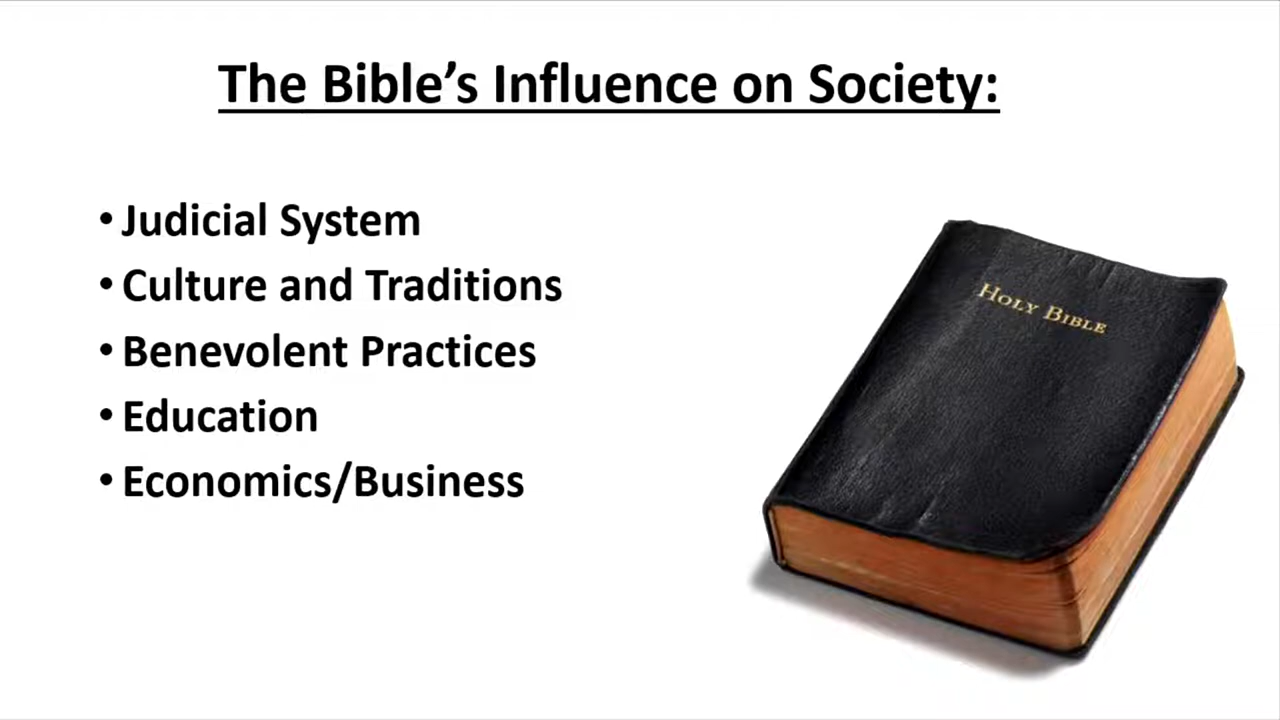 The Bible’s Influence on Society:
• Judicial System
• Culture and Traditions
• Benevolent Practices
• Education
• Economics/Business
HOLY BIBLE